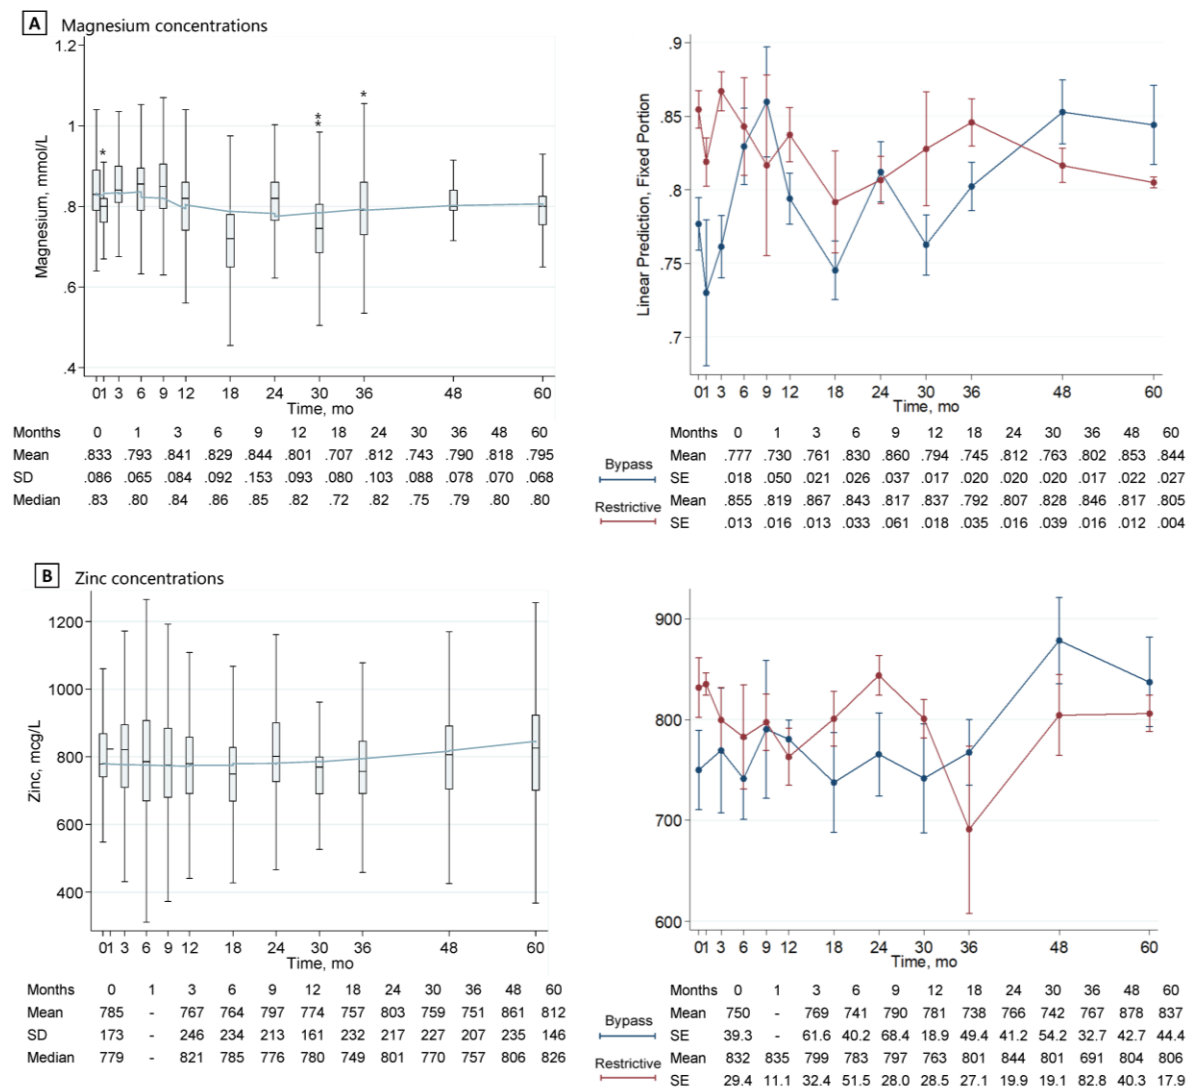 A Magnesium concentrations
1.2
1
.8
.6
.4
Magnesium, mmol/L
*
*
*
*
0 1 3 6 9 12 18 24 30 36 48 60
Time, mo
Months 0 1 3 6 9 12 18 24 30 36 48 60
Mean .833 .793 .841 .829 .844 .801 .707 .812 .743 .790 .818 .795
SD .086 .065 .084 .092 .153 .093 .080 .103 .088 .078 .070 .068
Median .83 .80 .84 .86 .85 .82 .72 .82 .75 .79 .80 .80
.9
.85
.8
.75
.7
Linear Prediction, Fixed Portion
0 1 3 6 9 12 18 24 30 36 48 60
Time, mo
Months 0 1 3 6 9 12 18 24 30 36 48 60
Bypass
Mean .777 .730 .761 .830 .860 .794 .745 .812 .763 .802 .853 .844
SE .018 .050 .021 .026 .037 .017 .020 .020 .020 .017 .022 .027
Restrictive
Mean .855 .819 .867 .843 .817 .837 .792 .807 .828 .846 .817 .805
SE .013 .016 .013 .033 .061 .018 .035 .016 .039 .016 .012 .004
B Zinc concentrations
1200
1000
800
600
400
Zinc, mcg/L
0 1 3 6 9 12 18 24 30 36 48 60
Time, mo
Months 0 1 3 6 9 12 18 24 30 36 48 60
Mean 785 - 767 764 797 774 757 803 759 751 861 812
SD 173 - 246 234 213 161 232 217 227 207 235 146
Median 779 - 821 785 776 780 749 801 770 757 806 826
900
800
700
600
0 1 3 6 9 12 18 24 30 36 48 60
Time, mo
Months 0 1 3 6 9 12 18 24 30 36 48 60
Bypass
Mean 750 - 769 741 790 781 738 766 742 767 878 837
SE 39.3 - 61.6 40.2 68.4 18.9 49.4 41.2 54.2 32.7 42.7 44.4
Restrictive
Mean 832 835 799 783 797 763 801 844 801 691 804 806
SE 29.4 11.1 32.4 51.5 28.0 28.5 27.1 19.9 19.1 82.8 40.3 17.9